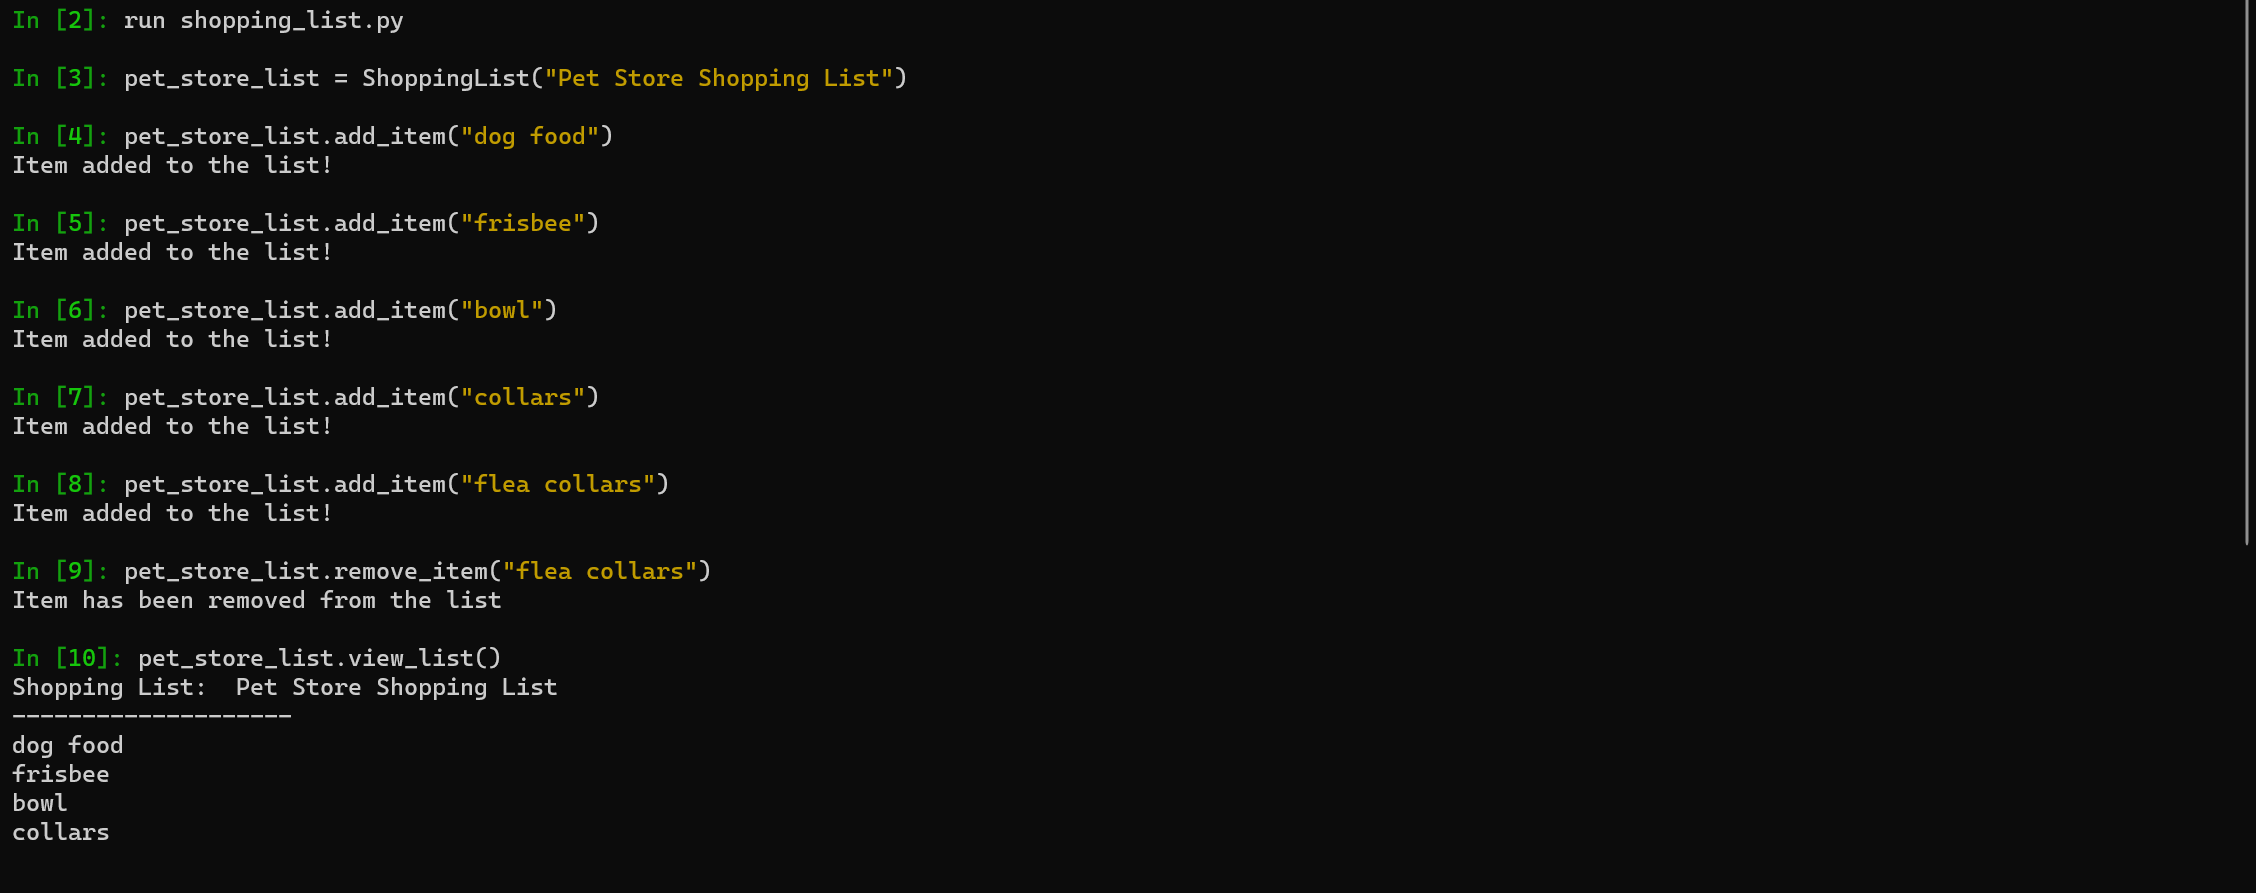 In [2]: run shopping_list.py
In [3]: pet_store_list = ShoppingList("Pet Store Shopping List")
In [4]: pet_store_list.add_item("dog food")
Item added to the list!
In [5]: pet_store_list.add_item("frisbee")
Item added to the list!
In [6]: pet_store_list.add_item("bowl")
Item added to the list!
In [7]: pet_store_list.add_item("collars")
Item added to the list!
In [8]: pet_store_list.add_item("flea collars")
Item added to the list!
In [9]: pet_store_list.remove_item("flea collars")
Item has been removed from the list
In [10]: pet_store_list.view_list()
Shopping List:  Pet Store Shopping List
--------------------
dog food
frisbee
bowl
collars